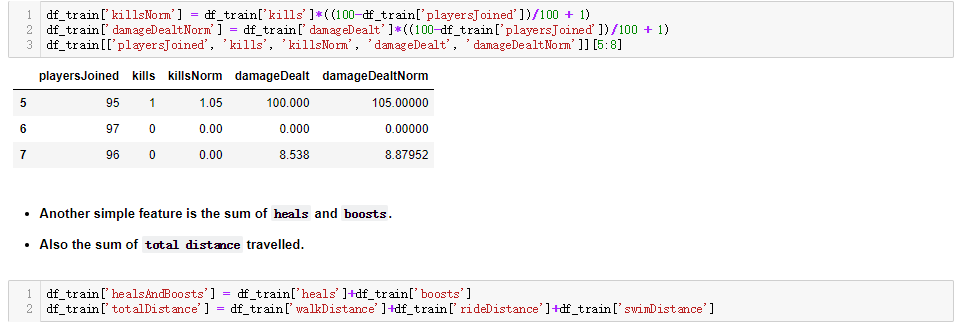 1 df_train['killsNorm'] = df_train['kills']*((100-df_train['playersJoined'])/100 + 1)
2 df_train['damageDealtNorm'] = df_train['damageDealt']*((100-df_train['playersJoined'])/100 + 1)
3 df_train[['playersJoined', 'kills', 'killsNorm', 'damageDealt', 'damageDealtNorm']][5:8]
playersJoined kills killsNorm damageDealt damageDealtNorm
5 95 1 1.05 100.000 105.00000
6 97 0 0.00 0.000 0.00000
7 96 0 0.00 8.538 8.87952
• Another simple feature is the sum of heals and boosts.
• Also the sum of total distance travelled.
1 df_train['healsAndBoosts'] = df_train['heals']+df_train['boosts']
2 df_train['totalDistance'] = df_train['walkDistance']+df_train['rideDistance']+df_train['swimDistance']